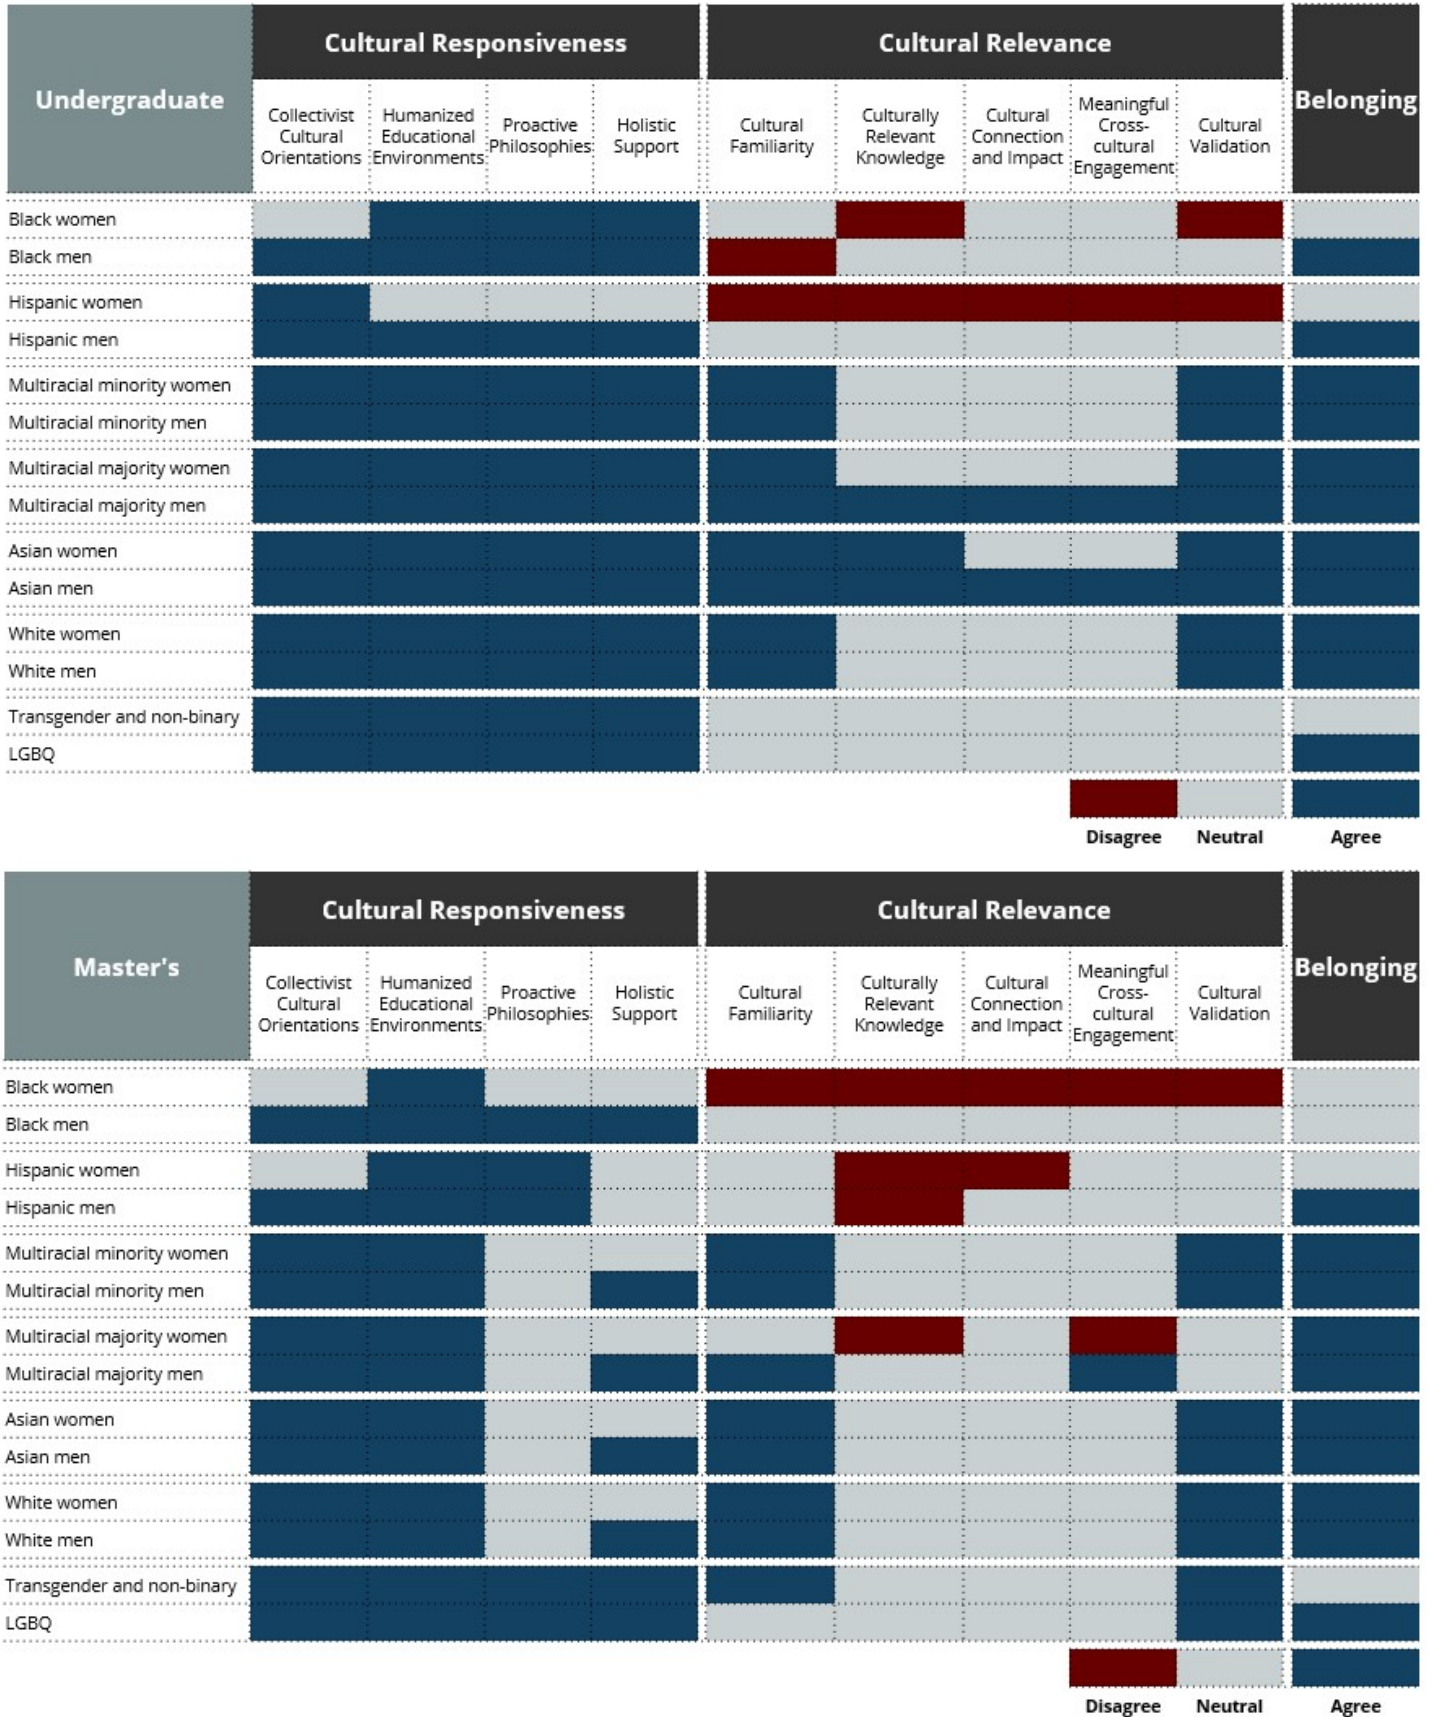 Undergraduate
Cultural Responsiveness
Cultural Relevance
Belonging
Collectivist
Cultural
Orientations
Humanized
Educational
Environments
Proactive
Philosophies
Holistic
Support
Cultural
Familiarity
Culturally
Relevant
Knowledge
Cultural
Connection
and Impact
Meaningful
Cross-
cultural
Engagement
Cultural
Validation
Black women
Black men
Hispanic women
Hispanic men
Multiracial minority women
Multiracial minority men
Multiracial majority women
Multiracial majority men
Asian women
Asian men
White women
White men
Transgender and non-binary
LGBQ
Disagree
Neutral
Agree
Master's
Cultural Responsiveness
Cultural Relevance
Belonging
Collectivist
Cultural
Orientations
Humanized
Educational
Environments
Proactive
Philosophies
Holistic
Support
Cultural
Familiarity
Culturally
Relevant
Knowledge
Cultural
Connection
and Impact
Meaningful
Cross-
cultural
Engagement
Cultural
Validation
Black women
Black men
Hispanic women
Hispanic men
Multiracial minority women
Multiracial minority men
Multiracial majority women
Multiracial majority men
Asian women
Asian men
White women
White men
Transgender and non-binary
LGBQ
Disagree
Neutral
Agree